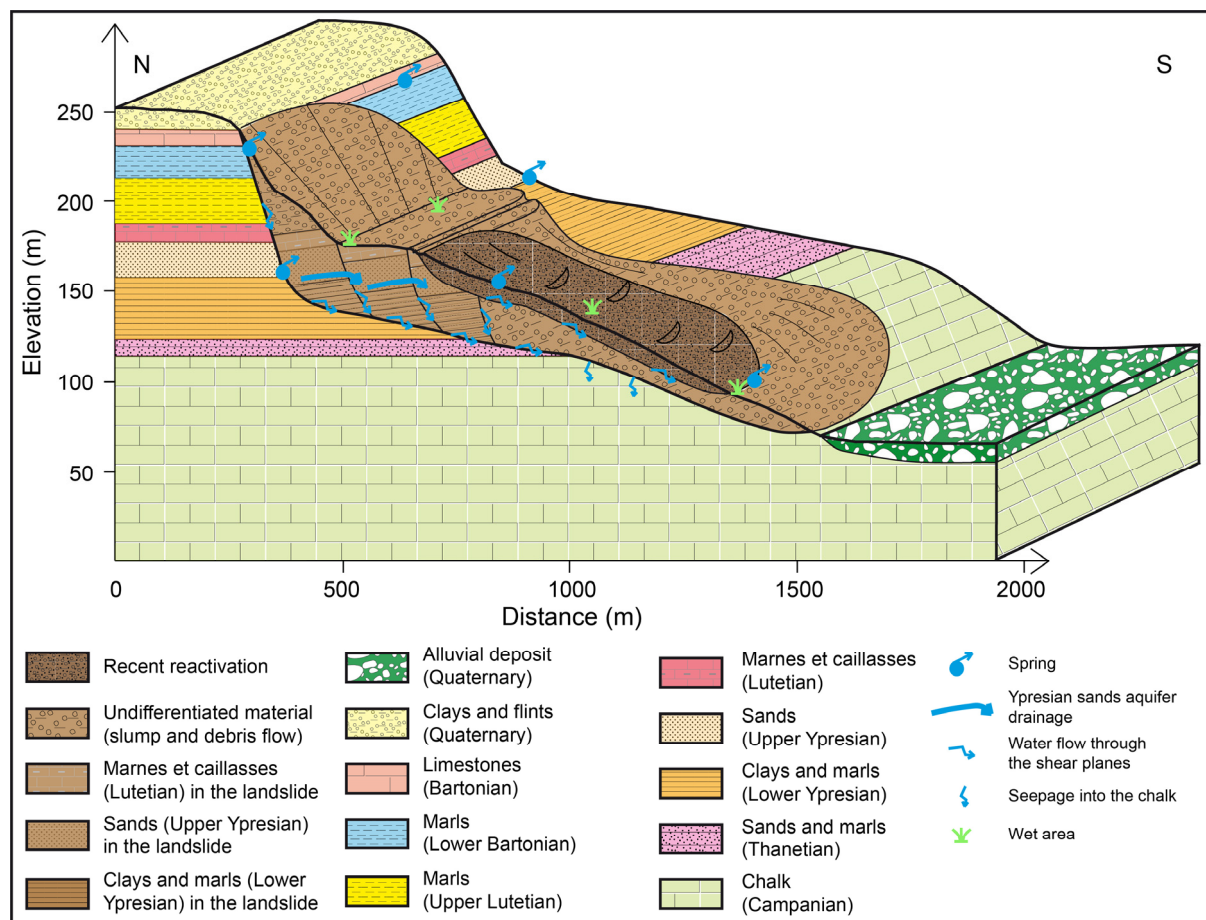 N
S
250
200
150
100
50
Elevation (m)
0
500
1000
1500
2000
Distance (m)
Recent reactivation
Undifferentiated material
(slump and debris flow)
Marnes et caillasses
(Lutetian) in the landslide
Sands (Upper Ypresian)
in the landslide
Clays and marls (Lower
Ypresian) in the landslide
Alluvial deposit
(Quaternary)
Clays and flints
(Quaternary)
Limestones
(Bartonian)
Marls
(Lower Bartonian)
Marls
(Upper Lutetian)
Marnes et caillasses
(Lutetian)
Sands
(Upper Ypresian)
Clays and marls
(Lower Ypresian)
Sands and marls
(Thanetian)
Chalk
(Campanian)
Spring
Ypresian sands aquifer
drainage
Water flow through
the shear planes
Seepage into the chalk
Wet area